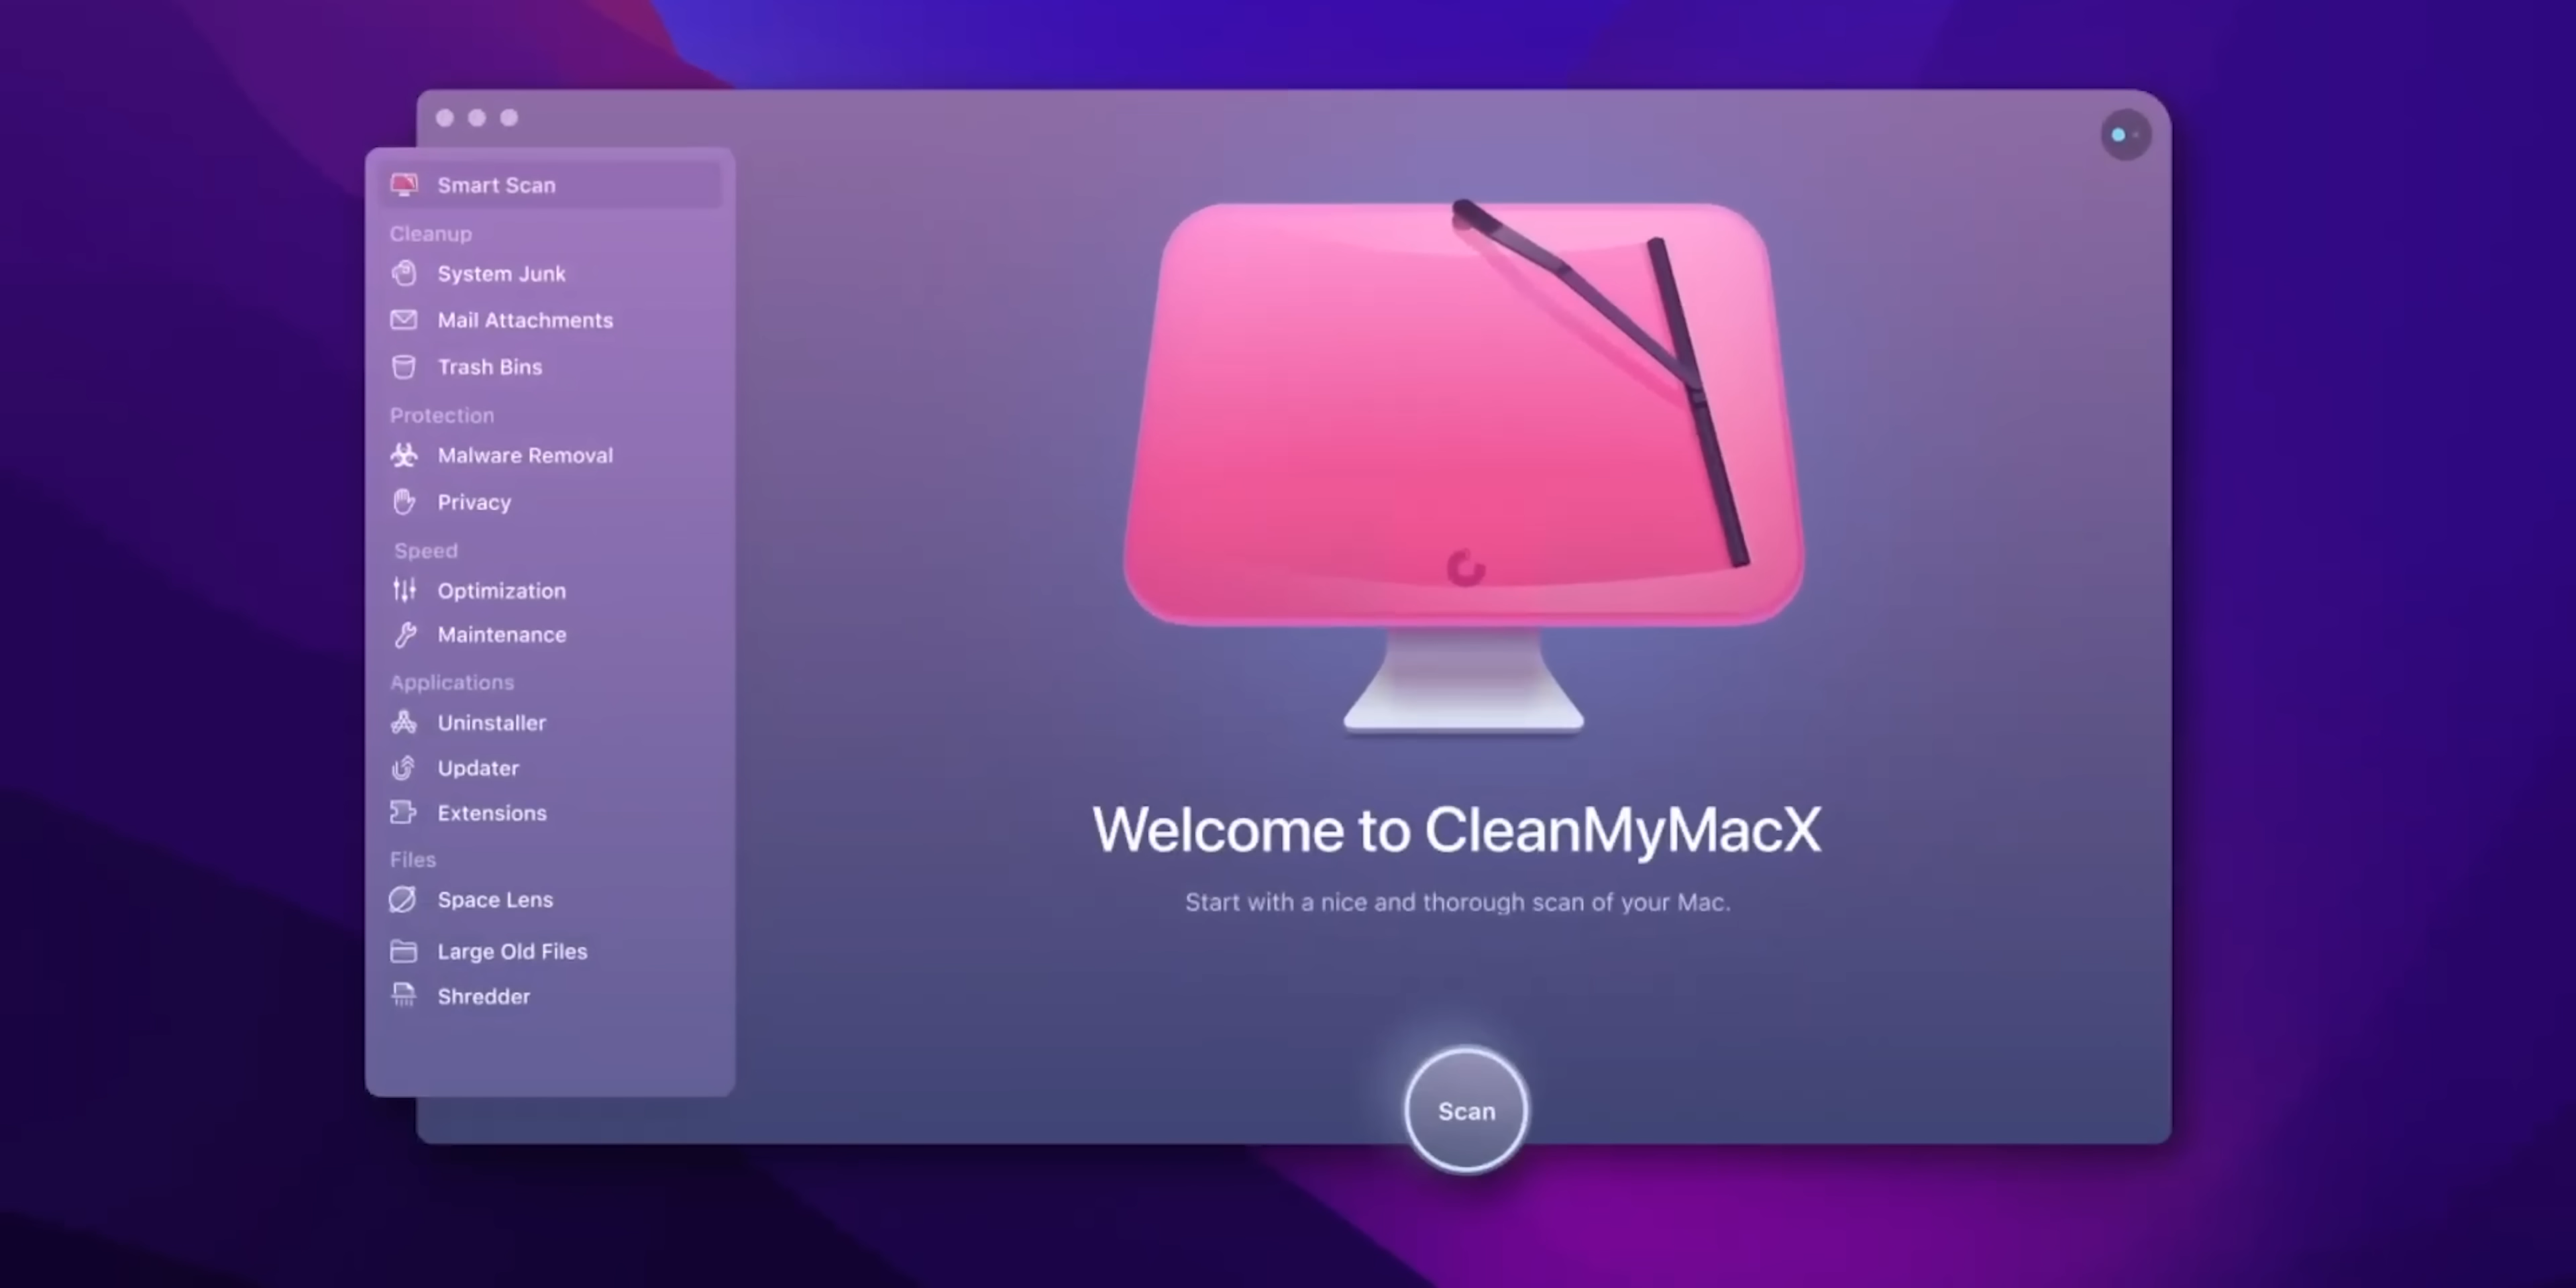 Smart Scan
Cleanup
System Junk
Mail Attachments
Trash Bins
Protection
Malware Removal
Privacy
Speed
Optimization
Maintenance
Applications
Uninstaller
Updater
Extensions
Files
Space Lens
Large Old Files
Shredder
Welcome to CleanMyMacX
Start with a nice and thorough scan of your Mac.
Scan